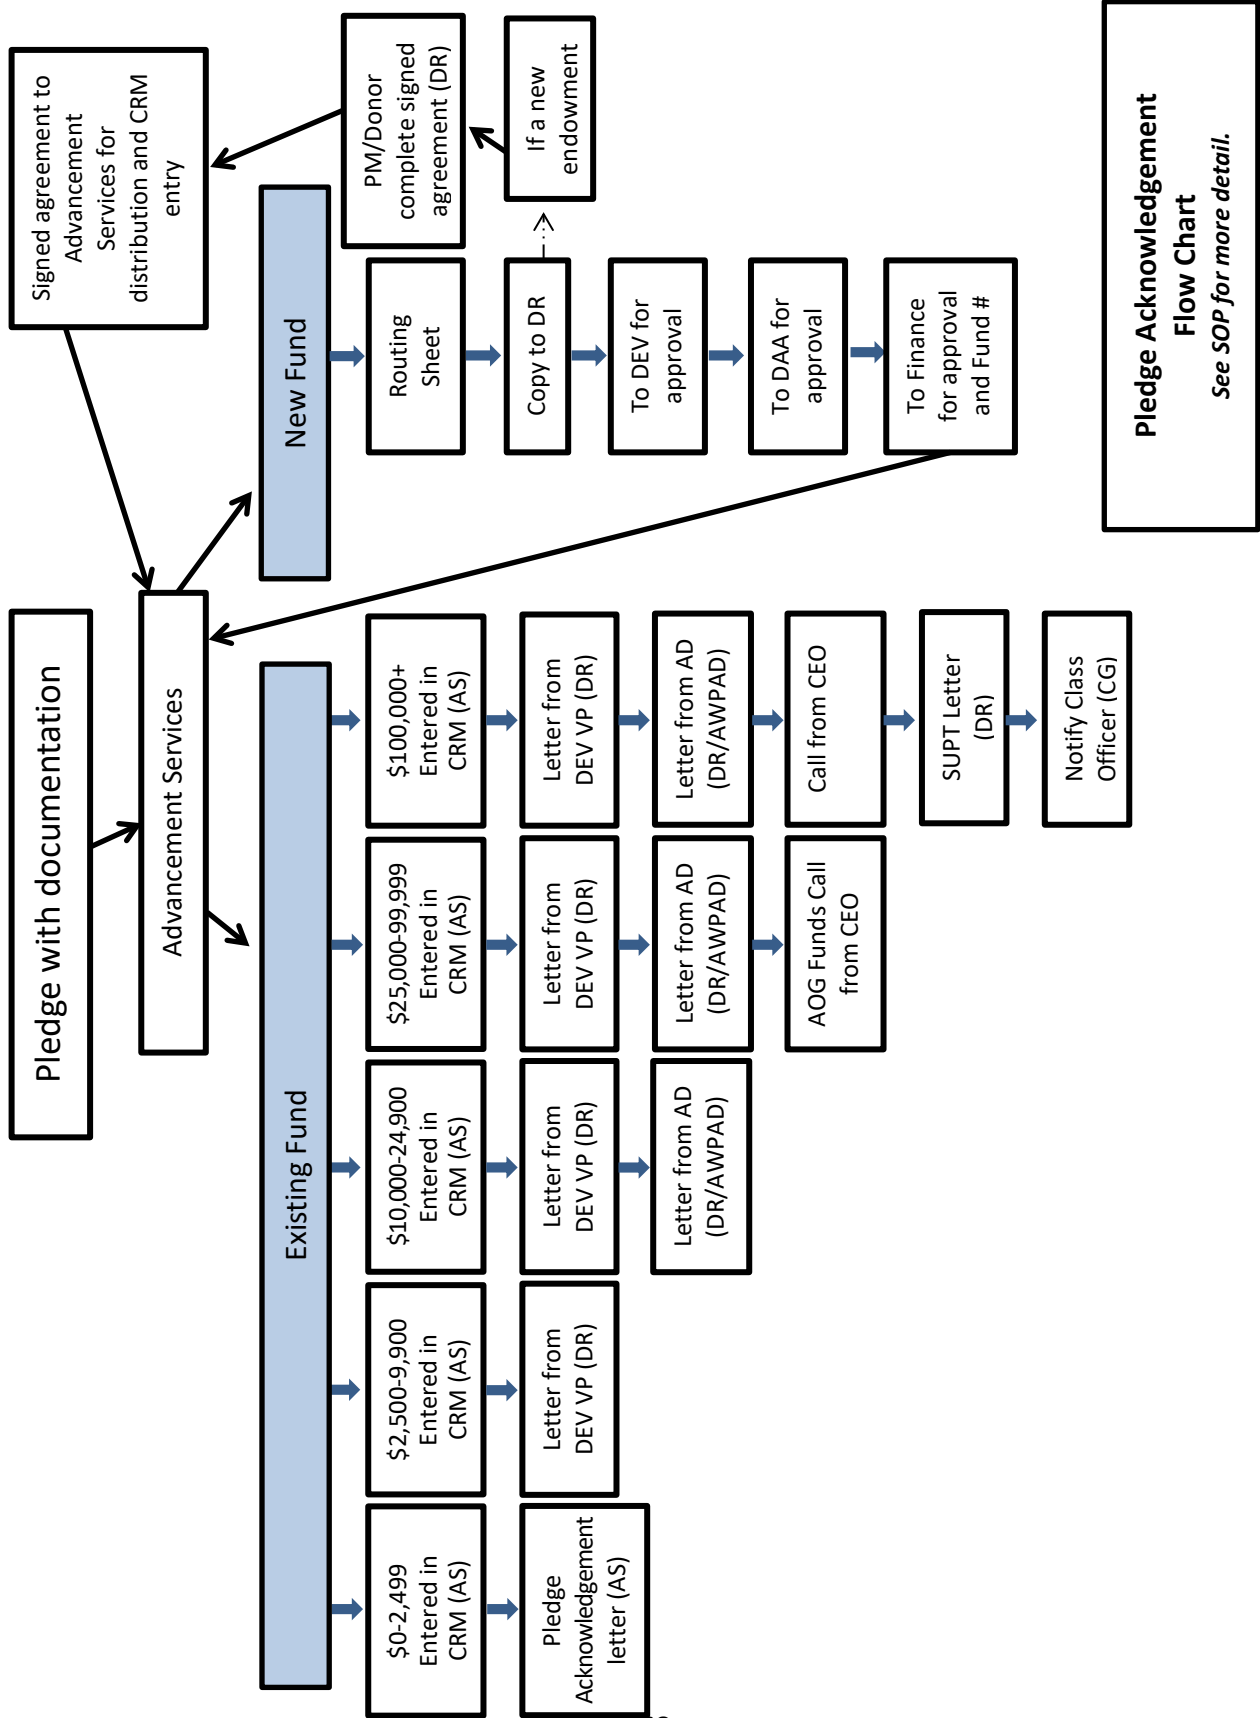 Pledge with documentation
Signed agreement to
Advancement
Services for
distribution and CRM
entry
Advancement Services
Existing Fund
New Fund
PM/Donor
complete signed
agreement (DR)
$0-2,499
Entered in
CRM (AS)
$2,500-9,900
Entered in
CRM (AS)
$10,000-24,900
Entered in
CRM (AS)
$25,000-99,999
Entered in
CRM (AS)
$100,000+
Entered in
CRM (AS)
Routing
Sheet
If a new
endowment
Pledge
Acknowledgement
letter (AS)
Letter from
DEV VP (DR)
Letter from
DEV VP (DR)
Letter from
DEV VP (DR)
Letter from
DEV VP (DR)
Copy to DR
Letter from AD
(DR/AWPAD)
Letter from AD
(DR/AWPAD)
Letter from AD
(DR/AWPAD)
To DEV for
approval
AOG Funds Call
from CEO
Call from CEO
To DAA for
approval
SUPT Letter
(DR)
To Finance
for approval
and Fund #
Notify Class
Officer (CG)
Pledge Acknowledgement
Flow Chart
See SOP for more detail.